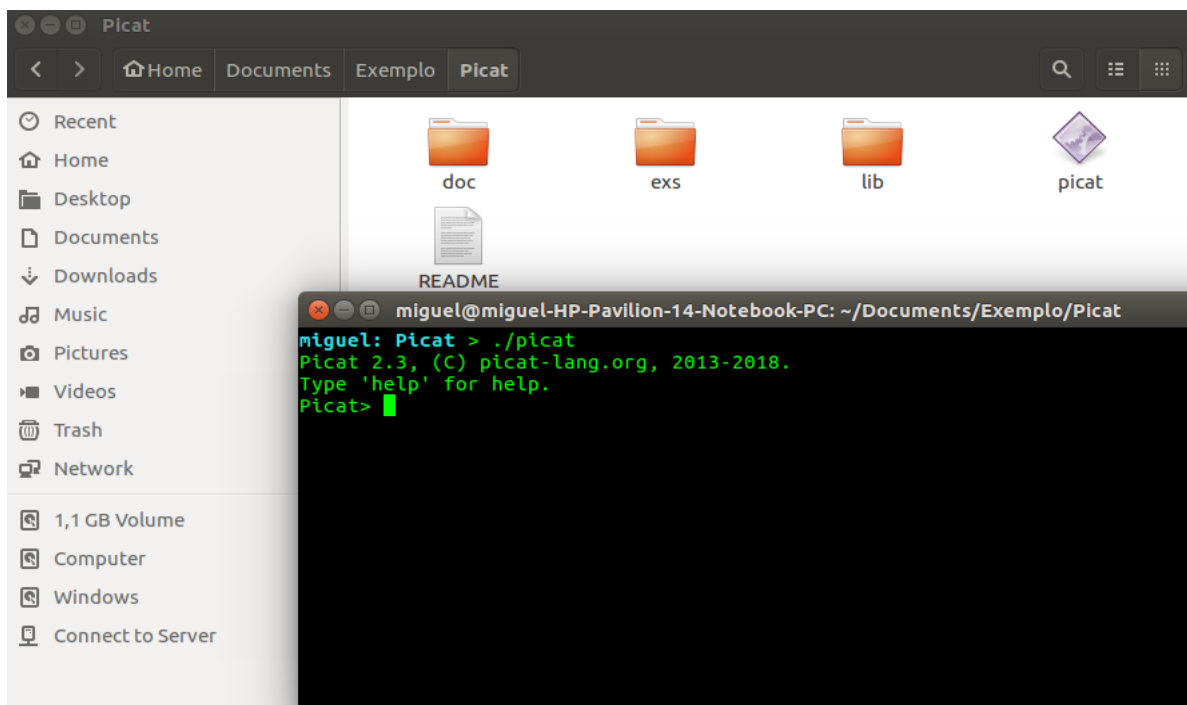 Picat
Home Documents Exemplo Picat
Recent
Home
Desktop
Documents
Downloads
Music
Pictures
Videos
Trash
Network
1,1 GB Volume
Computer
Windows
Connect to Server
doc exs lib picat
README
miguel@miguel-HP-Pavilion-14-Notebook-PC: ~/Documents/Exemplo/Picat
miguel: Picat > ./picat
Picat 2.3, (C) picat-lang.org, 2013-2018.
Type 'help' for help.
Picat>